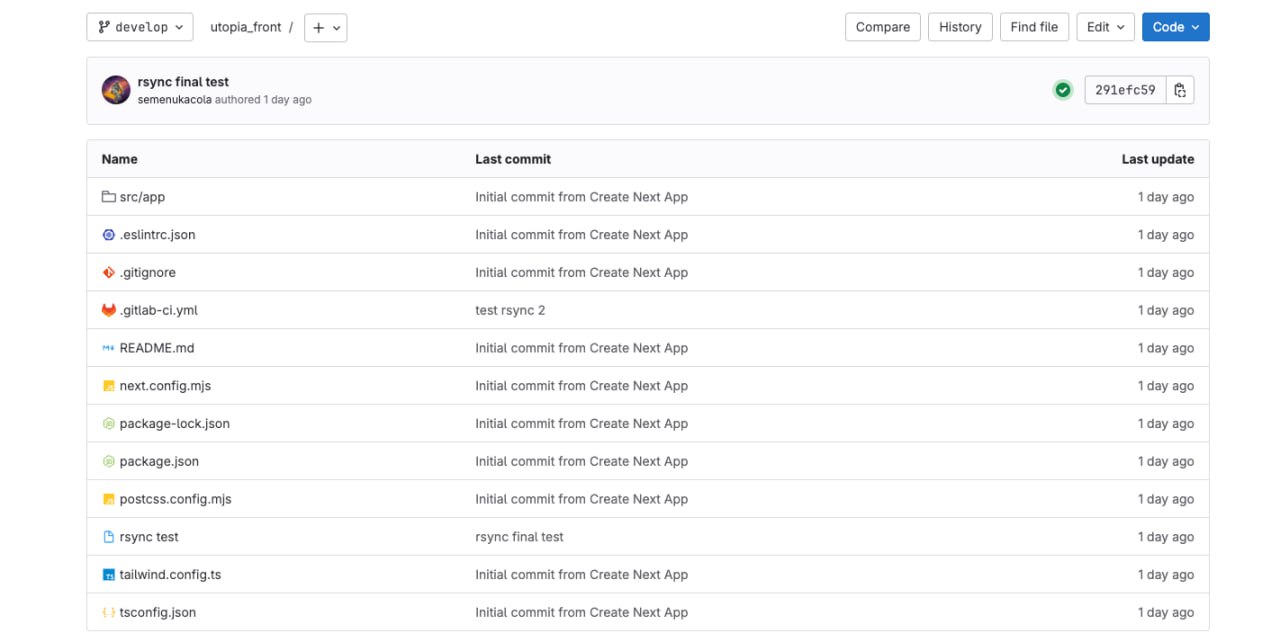 develop utopia_front / + Compare History Find file Edit Code
rsync final test
semenukacola authored 1 day ago
291efc59
Name Last commit Last update
src/app Initial commit from Create Next App 1 day ago
.eslintrc.json Initial commit from Create Next App 1 day ago
.gitignore Initial commit from Create Next App 1 day ago
.gitlab-ci.yml test rsync 2 1 day ago
README.md Initial commit from Create Next App 1 day ago
next.config.mjs Initial commit from Create Next App 1 day ago
package-lock.json Initial commit from Create Next App 1 day ago
package.json Initial commit from Create Next App 1 day ago
postcss.config.mjs Initial commit from Create Next App 1 day ago
rsync test rsync final test 1 day ago
tailwind.config.ts Initial commit from Create Next App 1 day ago
tsconfig.json Initial commit from Create Next App 1 day ago